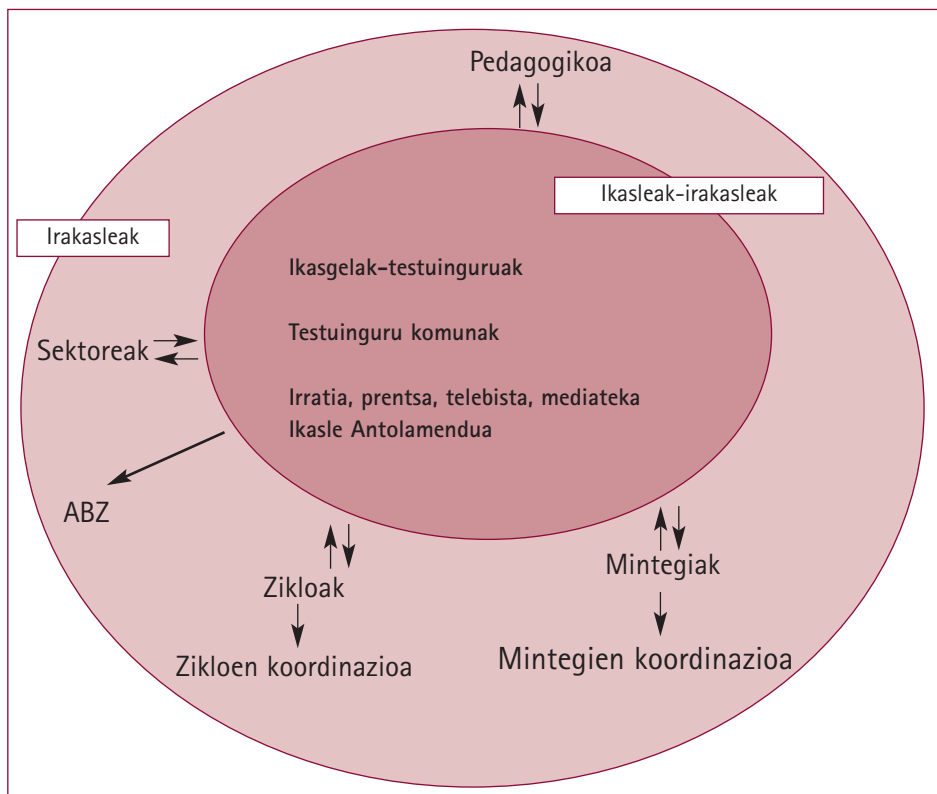 Pedagogikoa
Ikasleak-irakasleak
Irakasleak
Ikasgelak-testuinguruak
Testuinguru komunak
Sektoreak
Irratia, prentsa, telebista, mediateka
Ikasle Antolamendua
ABZ
Zikloak
Mintegiak
Zikloen koordinazioa
Mintegien koordinazioa